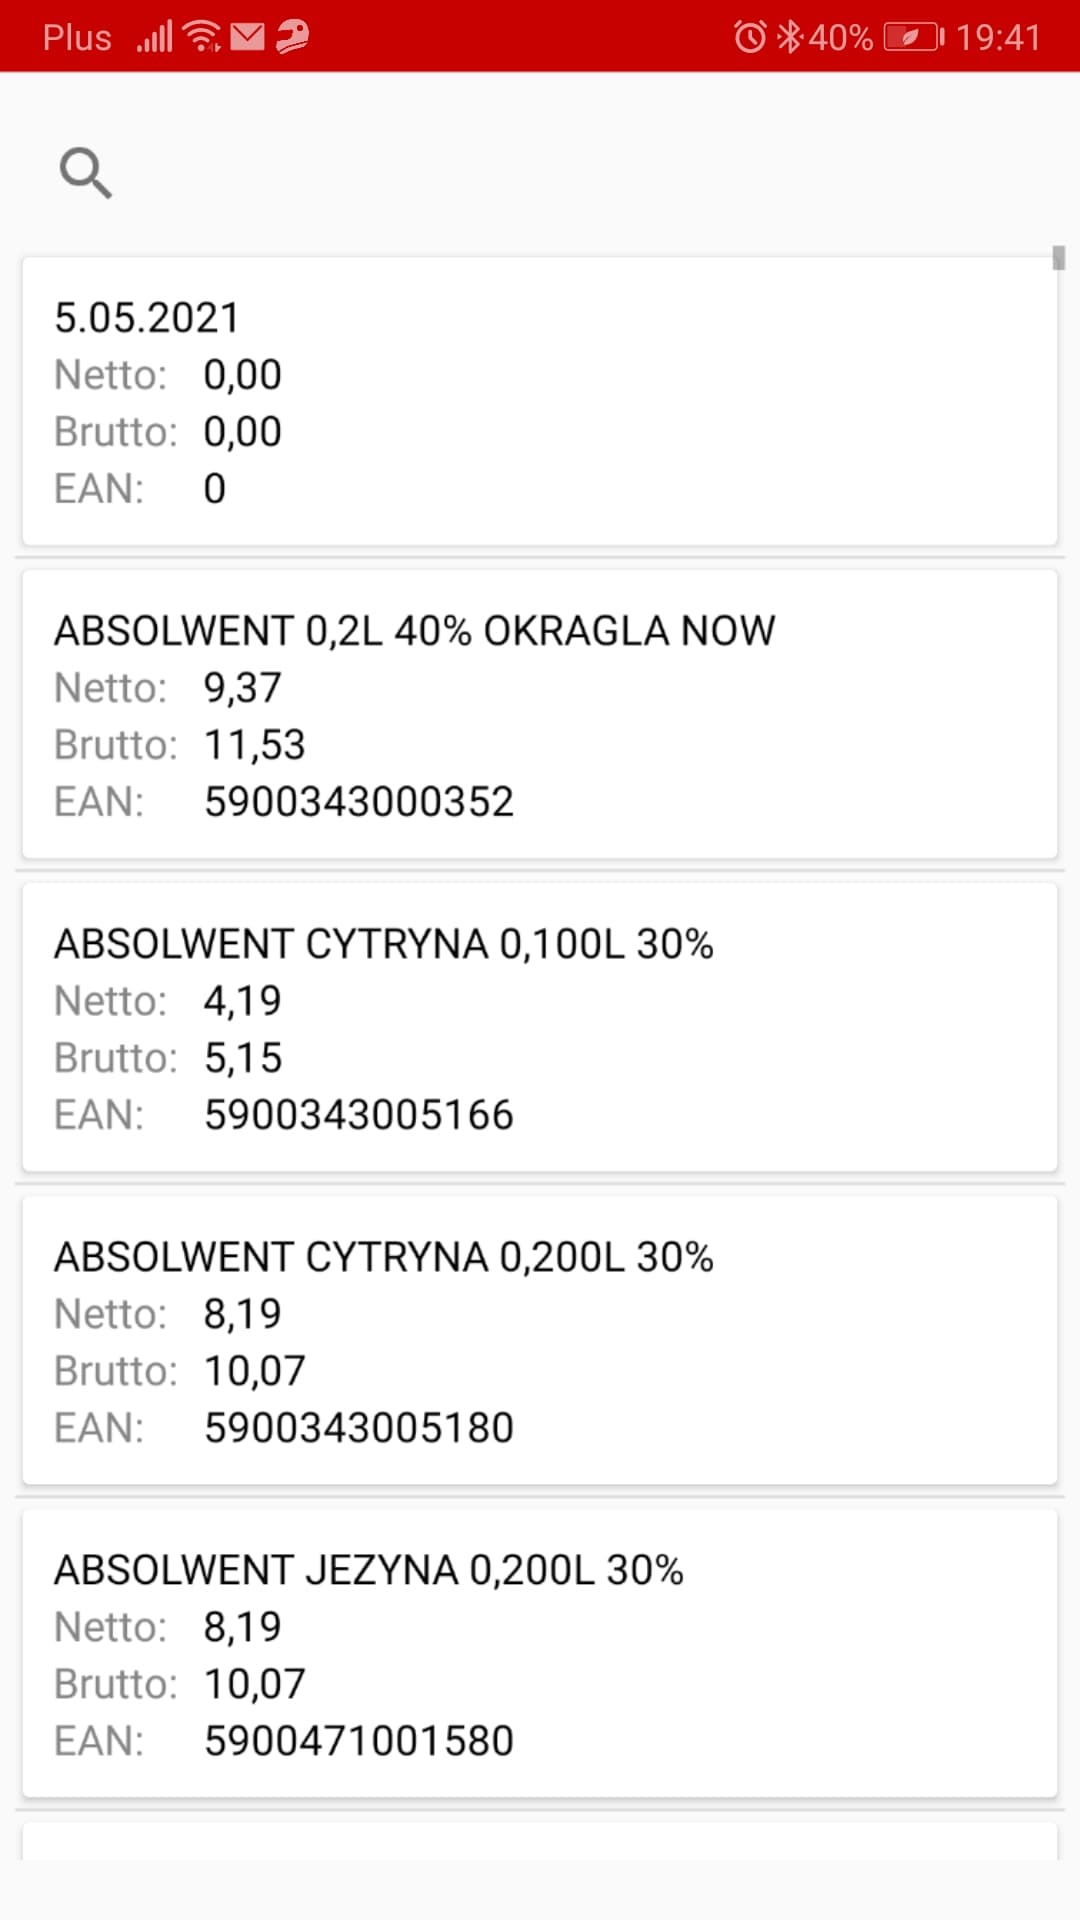 Plus 40% 19:41
5.05.2021
Netto: 0,00
Brutto: 0,00
EAN: 0
ABSOLWENT 0,2L 40% OKRAGLA NOW
Netto: 9,37
Brutto: 11,53
EAN: 5900343000352
ABSOLWENT CYTRYNA 0,100L 30%
Netto: 4,19
Brutto: 5,15
EAN: 5900343005166
ABSOLWENT CYTRYNA 0,200L 30%
Netto: 8,19
Brutto: 10,07
EAN: 5900343005180
ABSOLWENT JEZYNA 0,200L 30%
Netto: 8,19
Brutto: 10,07
EAN: 5900471001580